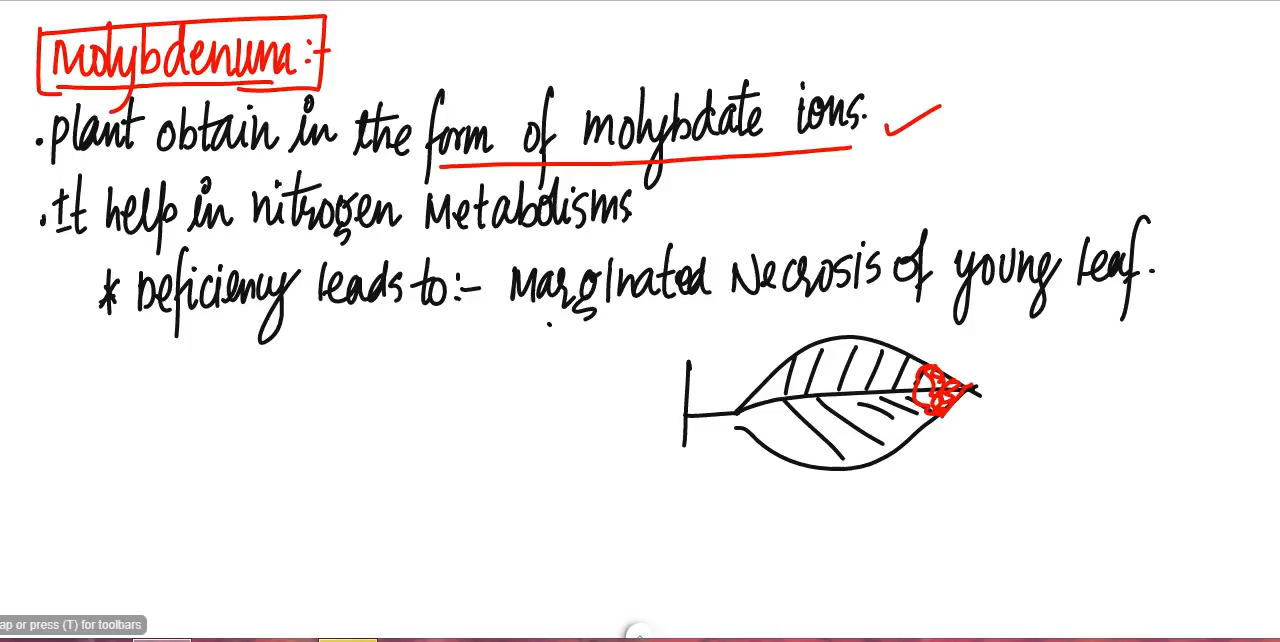 Molybdenum:-
. plant obtain in the form of molybdate ions.
. It help in nitrogen Metabolisms
* Deficiency leads to:- Marginated Necrosis of young leaf.
ap or press (T) for toolbars